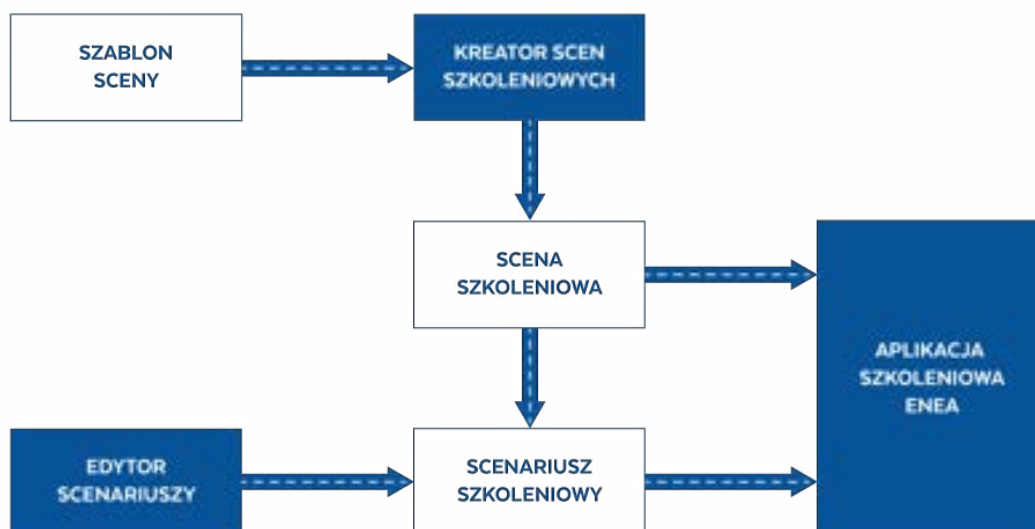 SZABLON
SCENY
KREATOR SCEN
SZKOLENIOWYCH
SCENA
SZKOLENIOWA
APLIKACJA
SZKOLENIOWA
ENEA
EDYTOR
SCENARIUSZY
SCENARIUSZ
SZKOLENIOWY